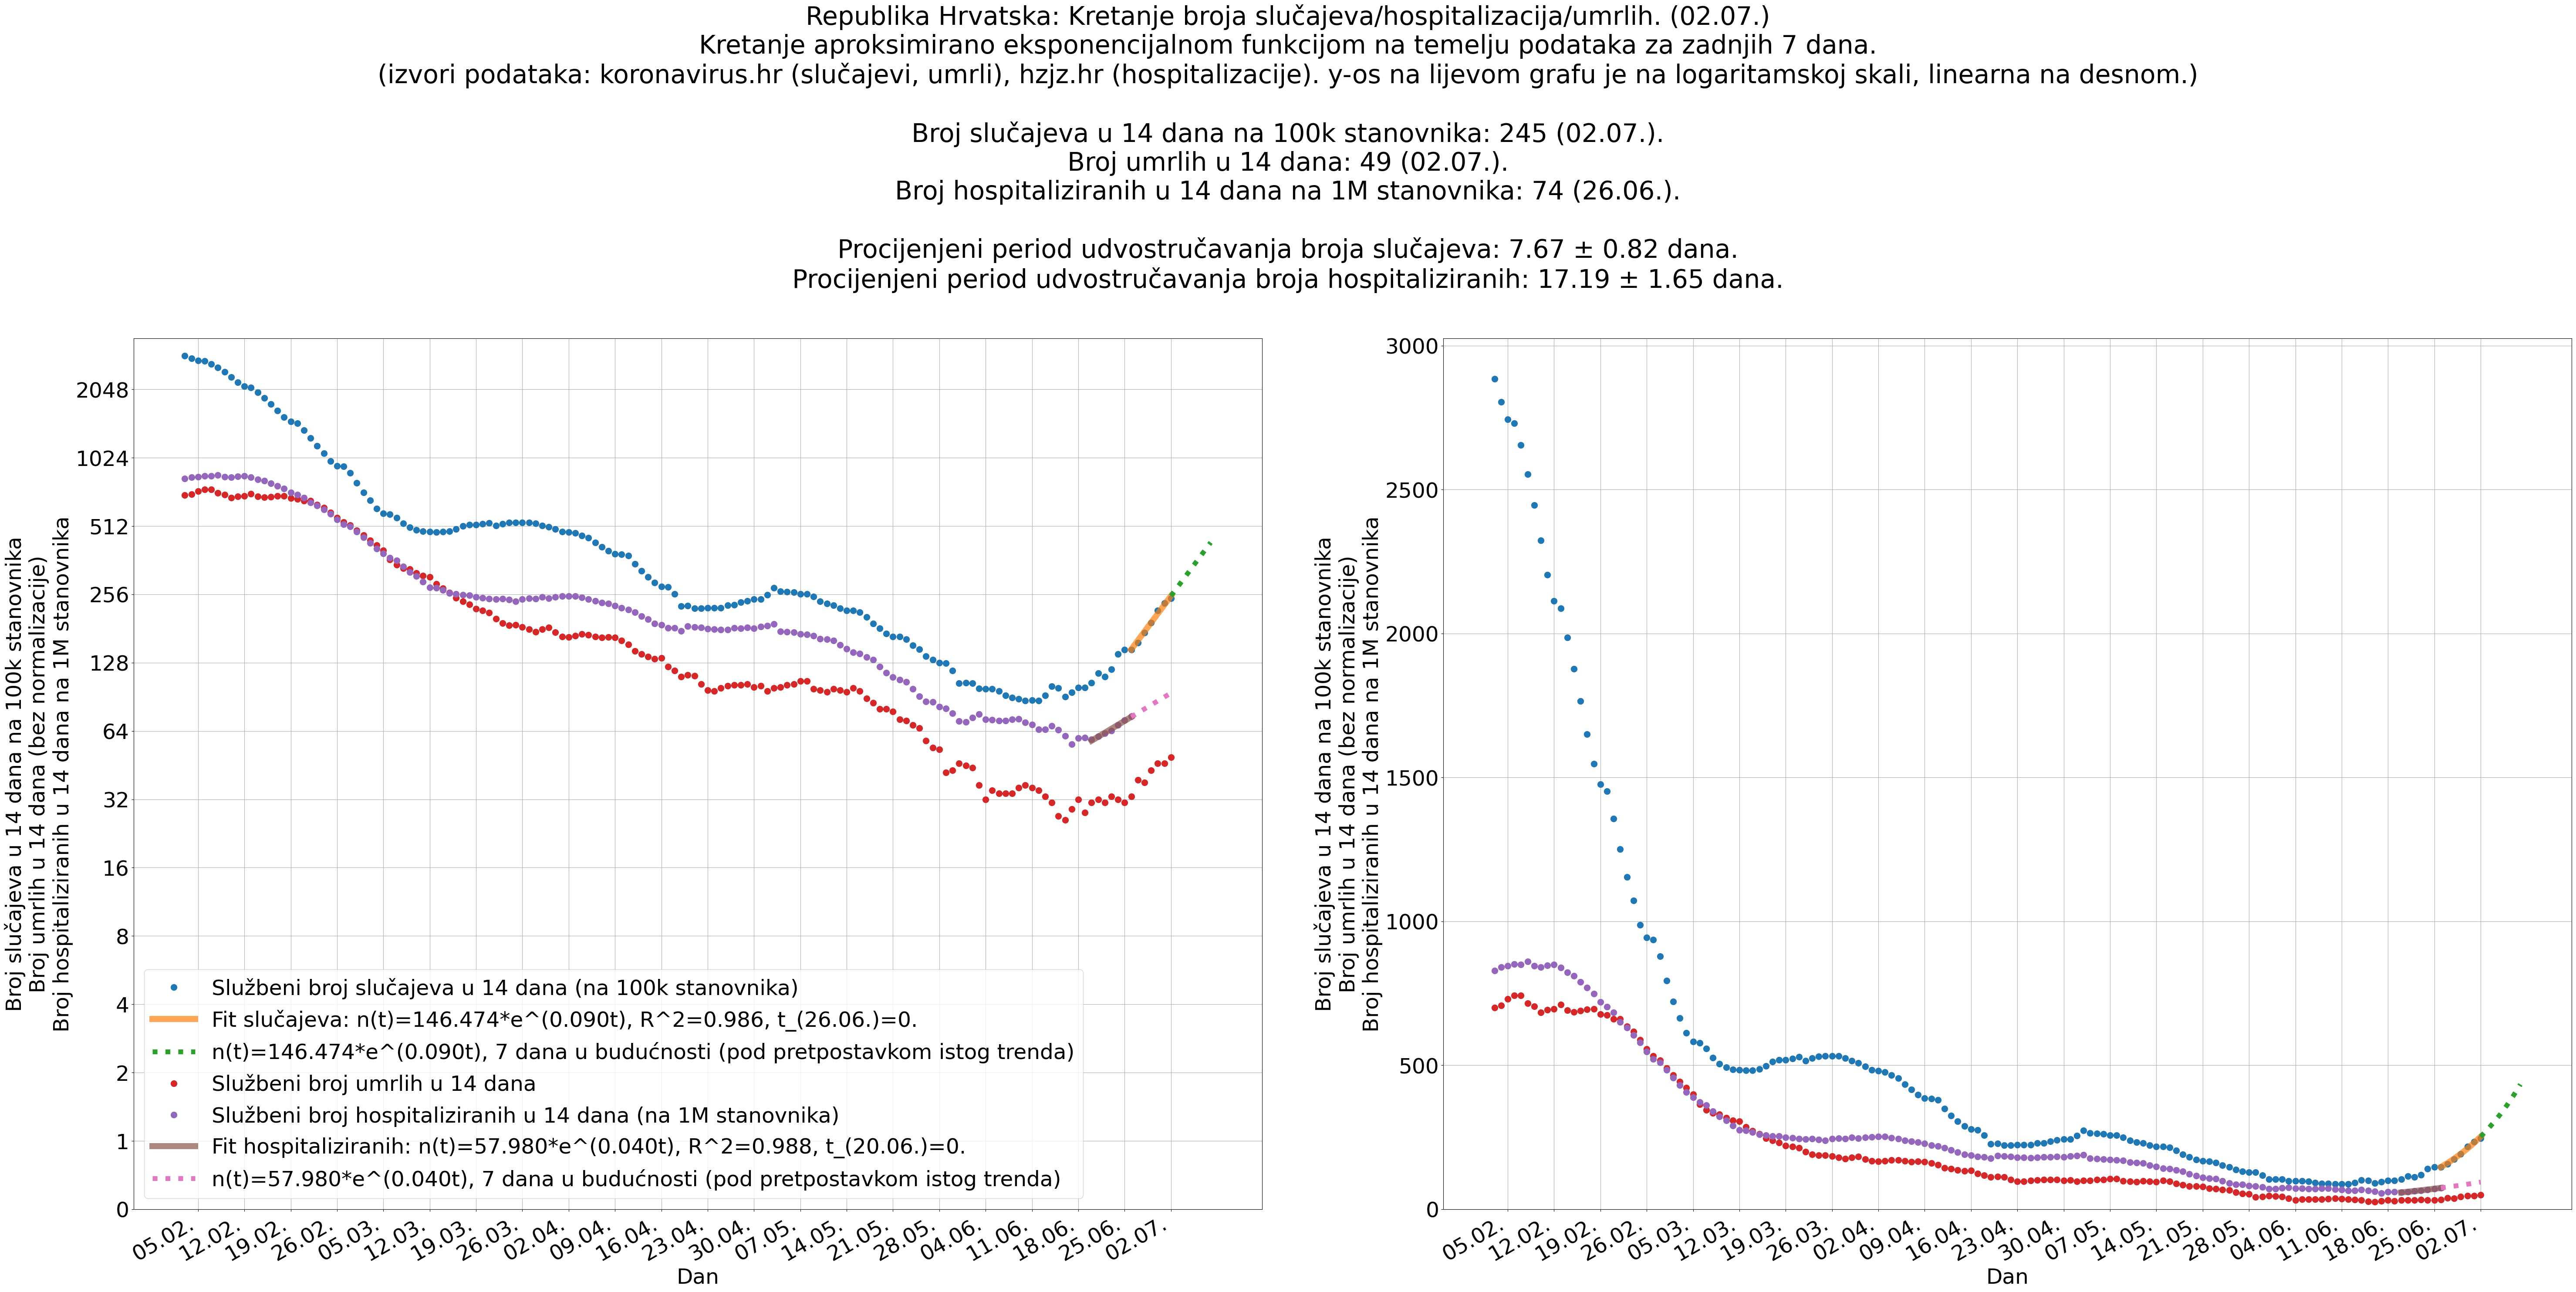 Republika Hrvatska: Kretanje broja slučajeva/hospitalizacija/umrlih. (02.07.)
Kretanje aproksimirano eksponencijalnom funkcijom na temelju podataka za zadnjih 7 dana.
(izvori podataka: koronavirus.hr (slučajevi, umrli), hzjz.hr (hospitalizacije). y-os na lijevom grafu je na logaritamskoj skali, linearna na desnom.)
Broj slučajeva u 14 dana na 100k stanovnika: 245 (02.07.).
Broj umrlih u 14 dana: 49 (02.07.).
Broj hospitaliziranih u 14 dana na 1M stanovnika: 74 (26.06.).
Procijenjeni period udvostručavanja broja slučajeva: 7.67 ± 0.82 dana.
Procijenjeni period udvostručavanja broja hospitaliziranih: 17.19 ± 1.65 dana.
Broj slučajeva u 14 dana na 100k stanovnika
Broj umrlih u 14 dana (bez normalizacije)
Broj hospitaliziranih u 14 dana na 1M stanovnika
2048
1024
512
256
128
64
32
16
8
4
2
1
0
Službeni broj slučajeva u 14 dana (na 100k stanovnika)
Fit slučajeva: n(t)=146.474*e^(0.090t), R^2=0.986, t_(26.06.)=0.
n(t)=146.474*e^(0.090t), 7 dana u budućnosti (pod pretpostavkom istog trenda)
Službeni broj umrlih u 14 dana
Službeni broj hospitaliziranih u 14 dana (na 1M stanovnika)
Fit hospitaliziranih: n(t)=57.980*e^(0.040t), R^2=0.988, t_(20.06.)=0.
n(t)=57.980*e^(0.040t), 7 dana u budućnosti (pod pretpostavkom istog trenda)
05.02. 12.02. 19.02. 26.02. 05.03. 12.03. 19.03. 26.03. 02.04. 09.04. 16.04. 23.04. 30.04. 07.05. 14.05. 21.05. 28.05. 04.06. 11.06. 18.06. 25.06. 02.07.
Dan
Broj slučajeva u 14 dana na 100k stanovnika
Broj umrlih u 14 dana (bez normalizacije)
Broj hospitaliziranih u 14 dana na 1M stanovnika
3000
2500
2000
1500
1000
500
0
05.02. 12.02. 19.02. 26.02. 05.03. 12.03. 19.03. 26.03. 02.04. 09.04. 16.04. 23.04. 30.04. 07.05. 14.05. 21.05. 28.05. 04.06. 11.06. 18.06. 25.06. 02.07.
Dan